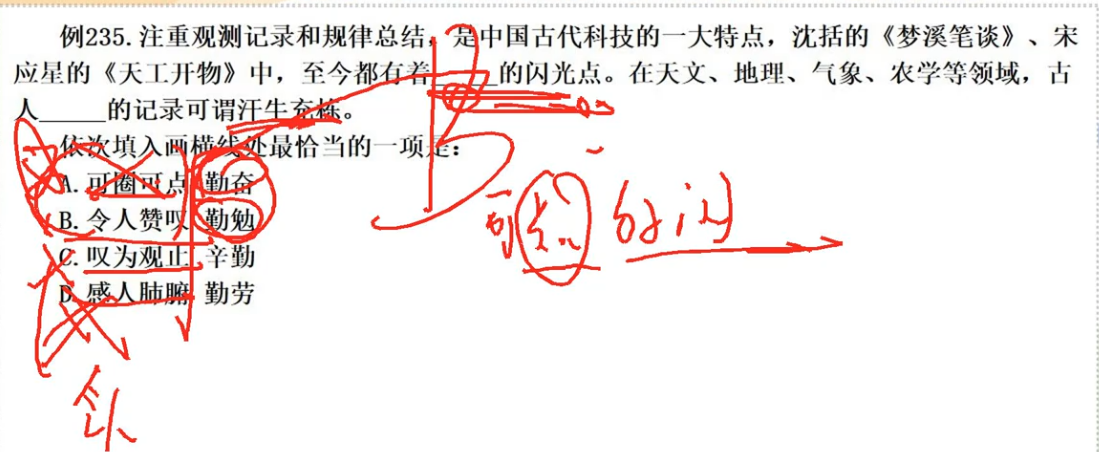 例235.注重观测记录和规律总结，是中国古代科技的一大特点，沈括的《梦溪笔谈》、宋
应星的《天工开物》中，至今都有着_____的闪光点。在天文、地理、气象、农学等领域，古
人_____的记录可谓汗牛充栋。
依次填入画横线处最恰当的一项是：
A.可圈可点 勤奋
B.令人赞叹 勤勉
C.叹为观止 辛勤
D.感人肺腑 勤劳